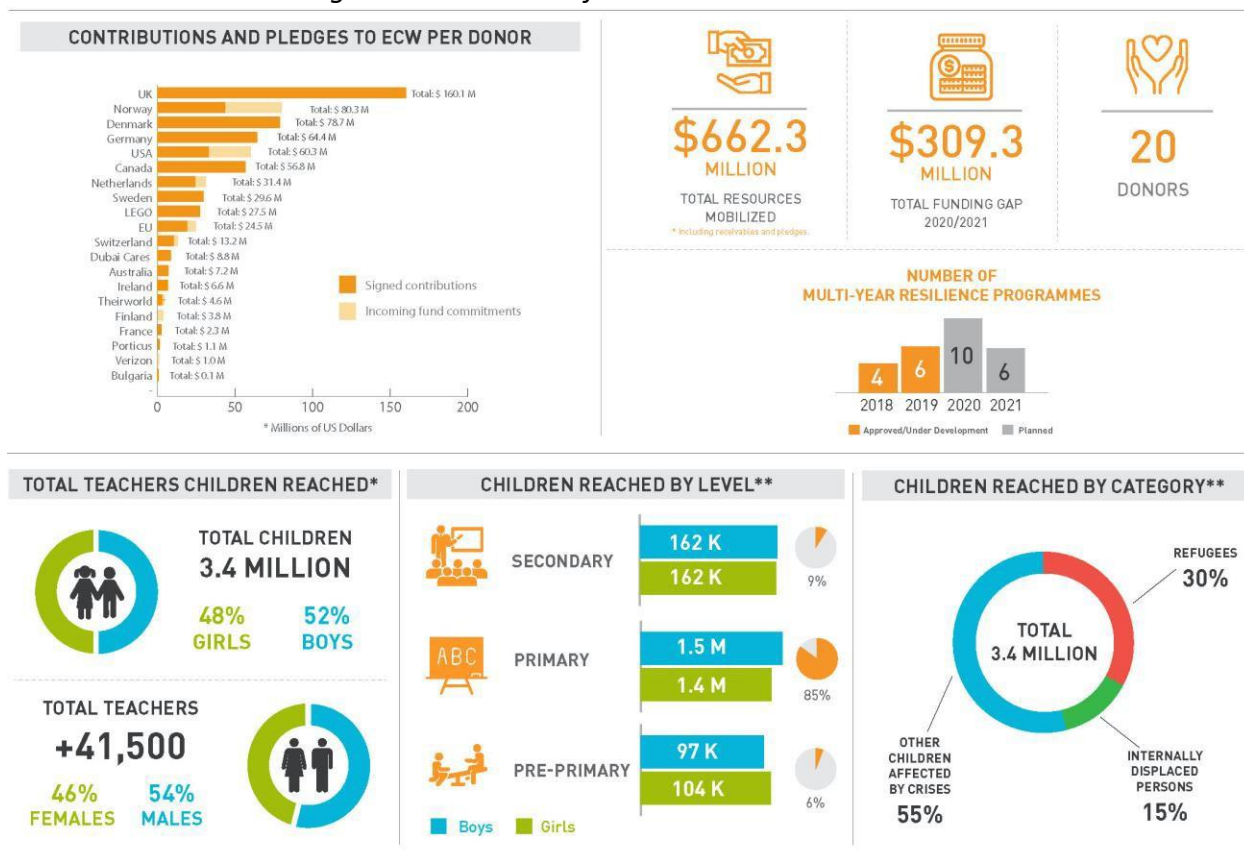 CONTRIBUTIONS AND PLEDGES TO ECW PER DONOR
UK Total: $ 160.1 M
Norway Total: $ 80.3 M
Denmark Total: $ 78.7 M
Germany Total: $ 64.4 M
USA Total: $ 60.3 M
Canada Total: $ 56.8 M
Netherlands Total: $ 31.4 M
Sweden Total: $ 29.6 M
LEGO Total: $ 27.5 M
EU Total: $ 24.5 M
Switzerland Total: $ 13.2 M
Dubai Cares Total: $ 8.8 M
Australia Total: $ 7.2 M
Ireland Total: $ 6.6 M
Theirworld Total: $ 4.6 M
Finland Total: $ 3.8 M
France Total: $ 2.3 M
Porticus Total: $ 1.1 M
Verizon Total: $ 1.0 M
Bulgaria Total: $ 0.1 M
-
Signed contributions
Incoming fund commitments
0 50 100 150 200
* Millions of US Dollars
$662.3
MILLION
TOTAL RESOURCES
MOBILIZED
* Including receivables and pledges.
$309.3
MILLION
TOTAL FUNDING GAP
2020/2021
20
DONORS
NUMBER OF
MULTI-YEAR RESILIENCE PROGRAMMES
4 6 10 6
2018 2019 2020 2021
Approved/Under Development Planned
TOTAL TEACHERS CHILDREN REACHED*
TOTAL CHILDREN
3.4 MILLION
48% 52%
GIRLS BOYS
TOTAL TEACHERS
+41,500
46% 54%
FEMALES MALES
CHILDREN REACHED BY LEVEL**
SECONDARY
162 K
162 K
9%
ABC
PRIMARY
1.5 M
1.4 M
85%
PRE-PRIMARY
97 K
104 K
6%
Boys Girls
CHILDREN REACHED BY CATEGORY**
REFUGEES
30%
TOTAL
3.4 MILLION
OTHER
CHILDREN
AFFECTED
BY CRISES
55%
INTERNALLY
DISPLACED
PERSONS
15%